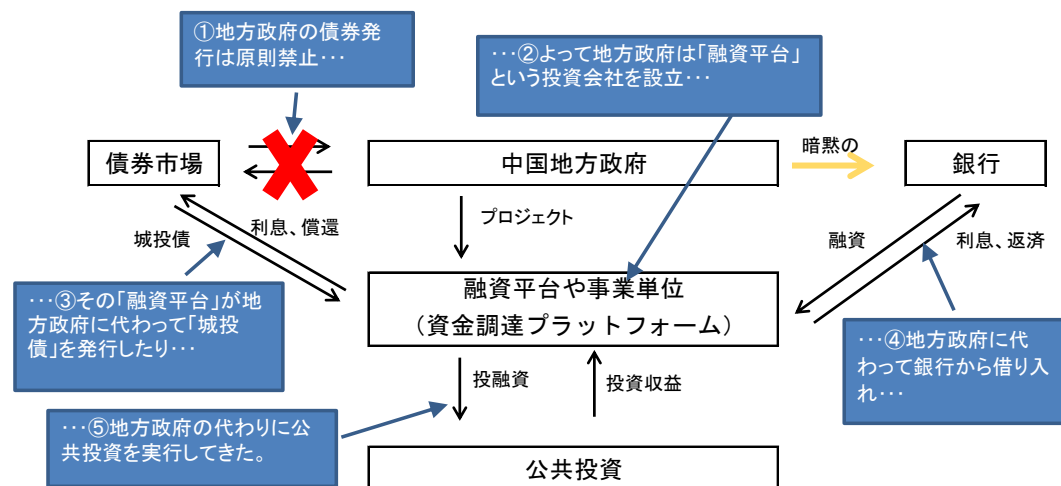 ①地方政府の債券発
行は原則禁止･･･
･･･②よって地方政府は「融資平台」
という投資会社を設立･･･
債券市場
中国地方政府
暗黙の
銀行
プロジェクト
利息、償還
城投債
融資
利息、返済
･･･③その「融資平台」が地
方政府に代わって「城投
債」を発行したり･･･
融資平台や事業単位
（資金調達プラットフォーム）
･･･④地方政府に代
わって銀行から借り入
れ･･･
投融資
投資収益
･･･⑤地方政府の代わりに公
共投資を実行してきた。
公共投資